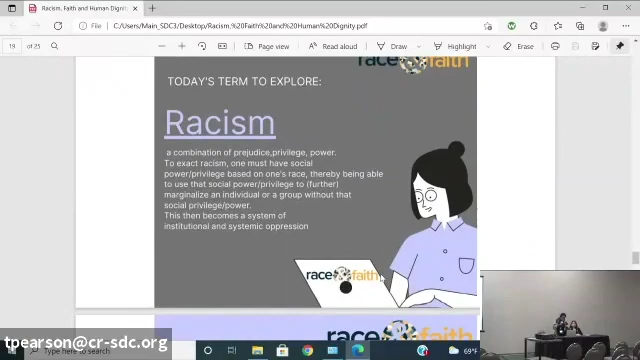 Racism, Faith and Human Dignity
File
C:/Users/Main_SDC3/Desktop/Racism,%20Faith%20and%20Human%20Dignity.pdf
19 of 25
Page view
Read aloud
Draw
Highlight
Erase
race faith
TODAY'S TERM TO EXPLORE:
Racism
a combination of prejudice,privilege, power.
To exact racism, one must have social
power/privilege based on one's race, thereby being able
to use that social power/privilege to (further)
marginalize an individual or a group without that
social privilege/power.
This then becomes a system of
institutional and systemic oppression
race faith
race faith
tpearson@cr-sdc.org
Type here to search
69°F